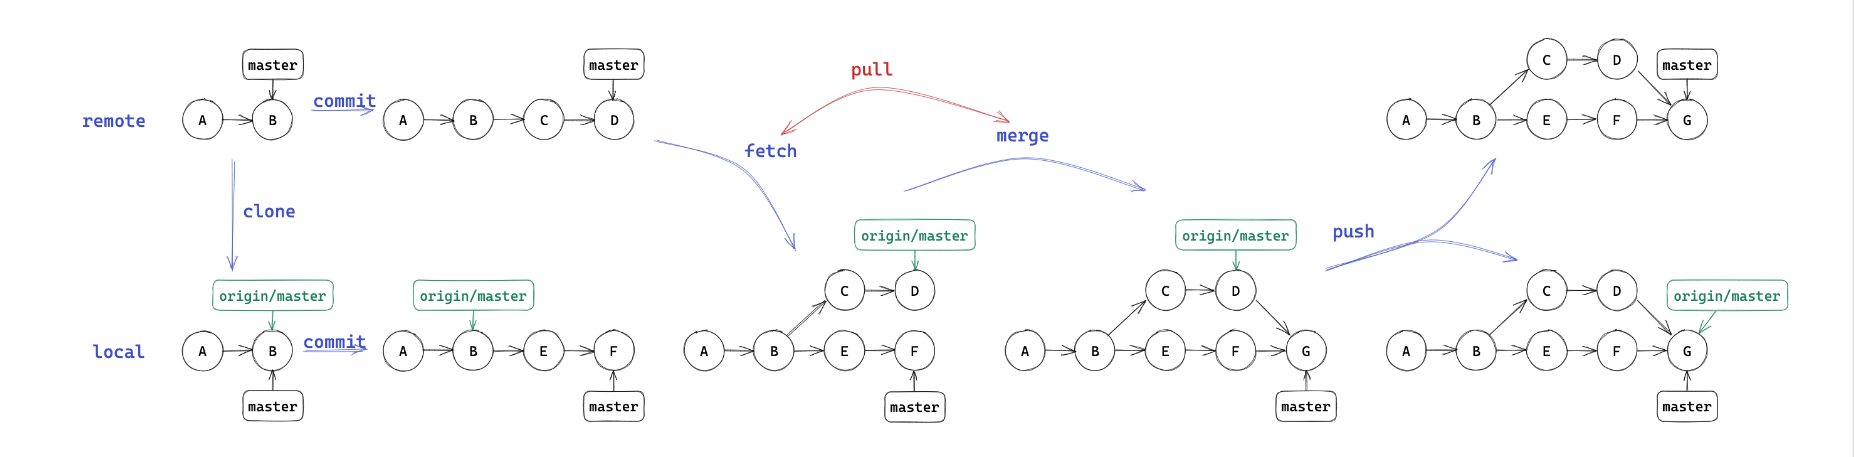 master
master
pull
C
D
master
commit
remote
A
B
A
B
C
D
merge
A
B
E
F
G
fetch
clone
origin/master
origin/master
push
origin/master
origin/master
C
D
C
D
C
D
origin/master
local
A
B
commit
A
B
E
F
A
B
E
F
A
B
E
F
G
A
B
E
F
G
master
master
master
master
master